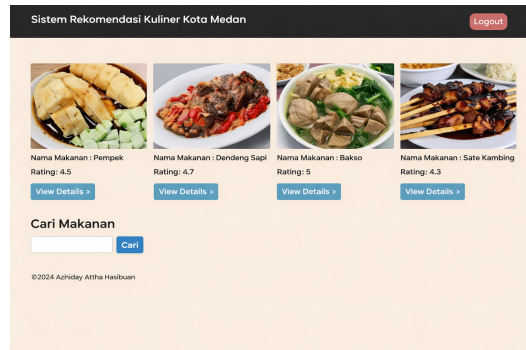 Sistem Rekomendasi Kuliner Kota Medan
Logout
Nama Makanan : Pempek
Rating: 4.5
View Details >
Nama Makanan : Dendeng Sapi
Rating: 4.7
View Details >
Nama Makanan : Bakso
Rating: 5
View Details >
Nama Makanan : Sate Kambing
Rating: 4.3
View Details >
Cari Makanan
Cari
©2024 Azhiday Attha Hasibuan